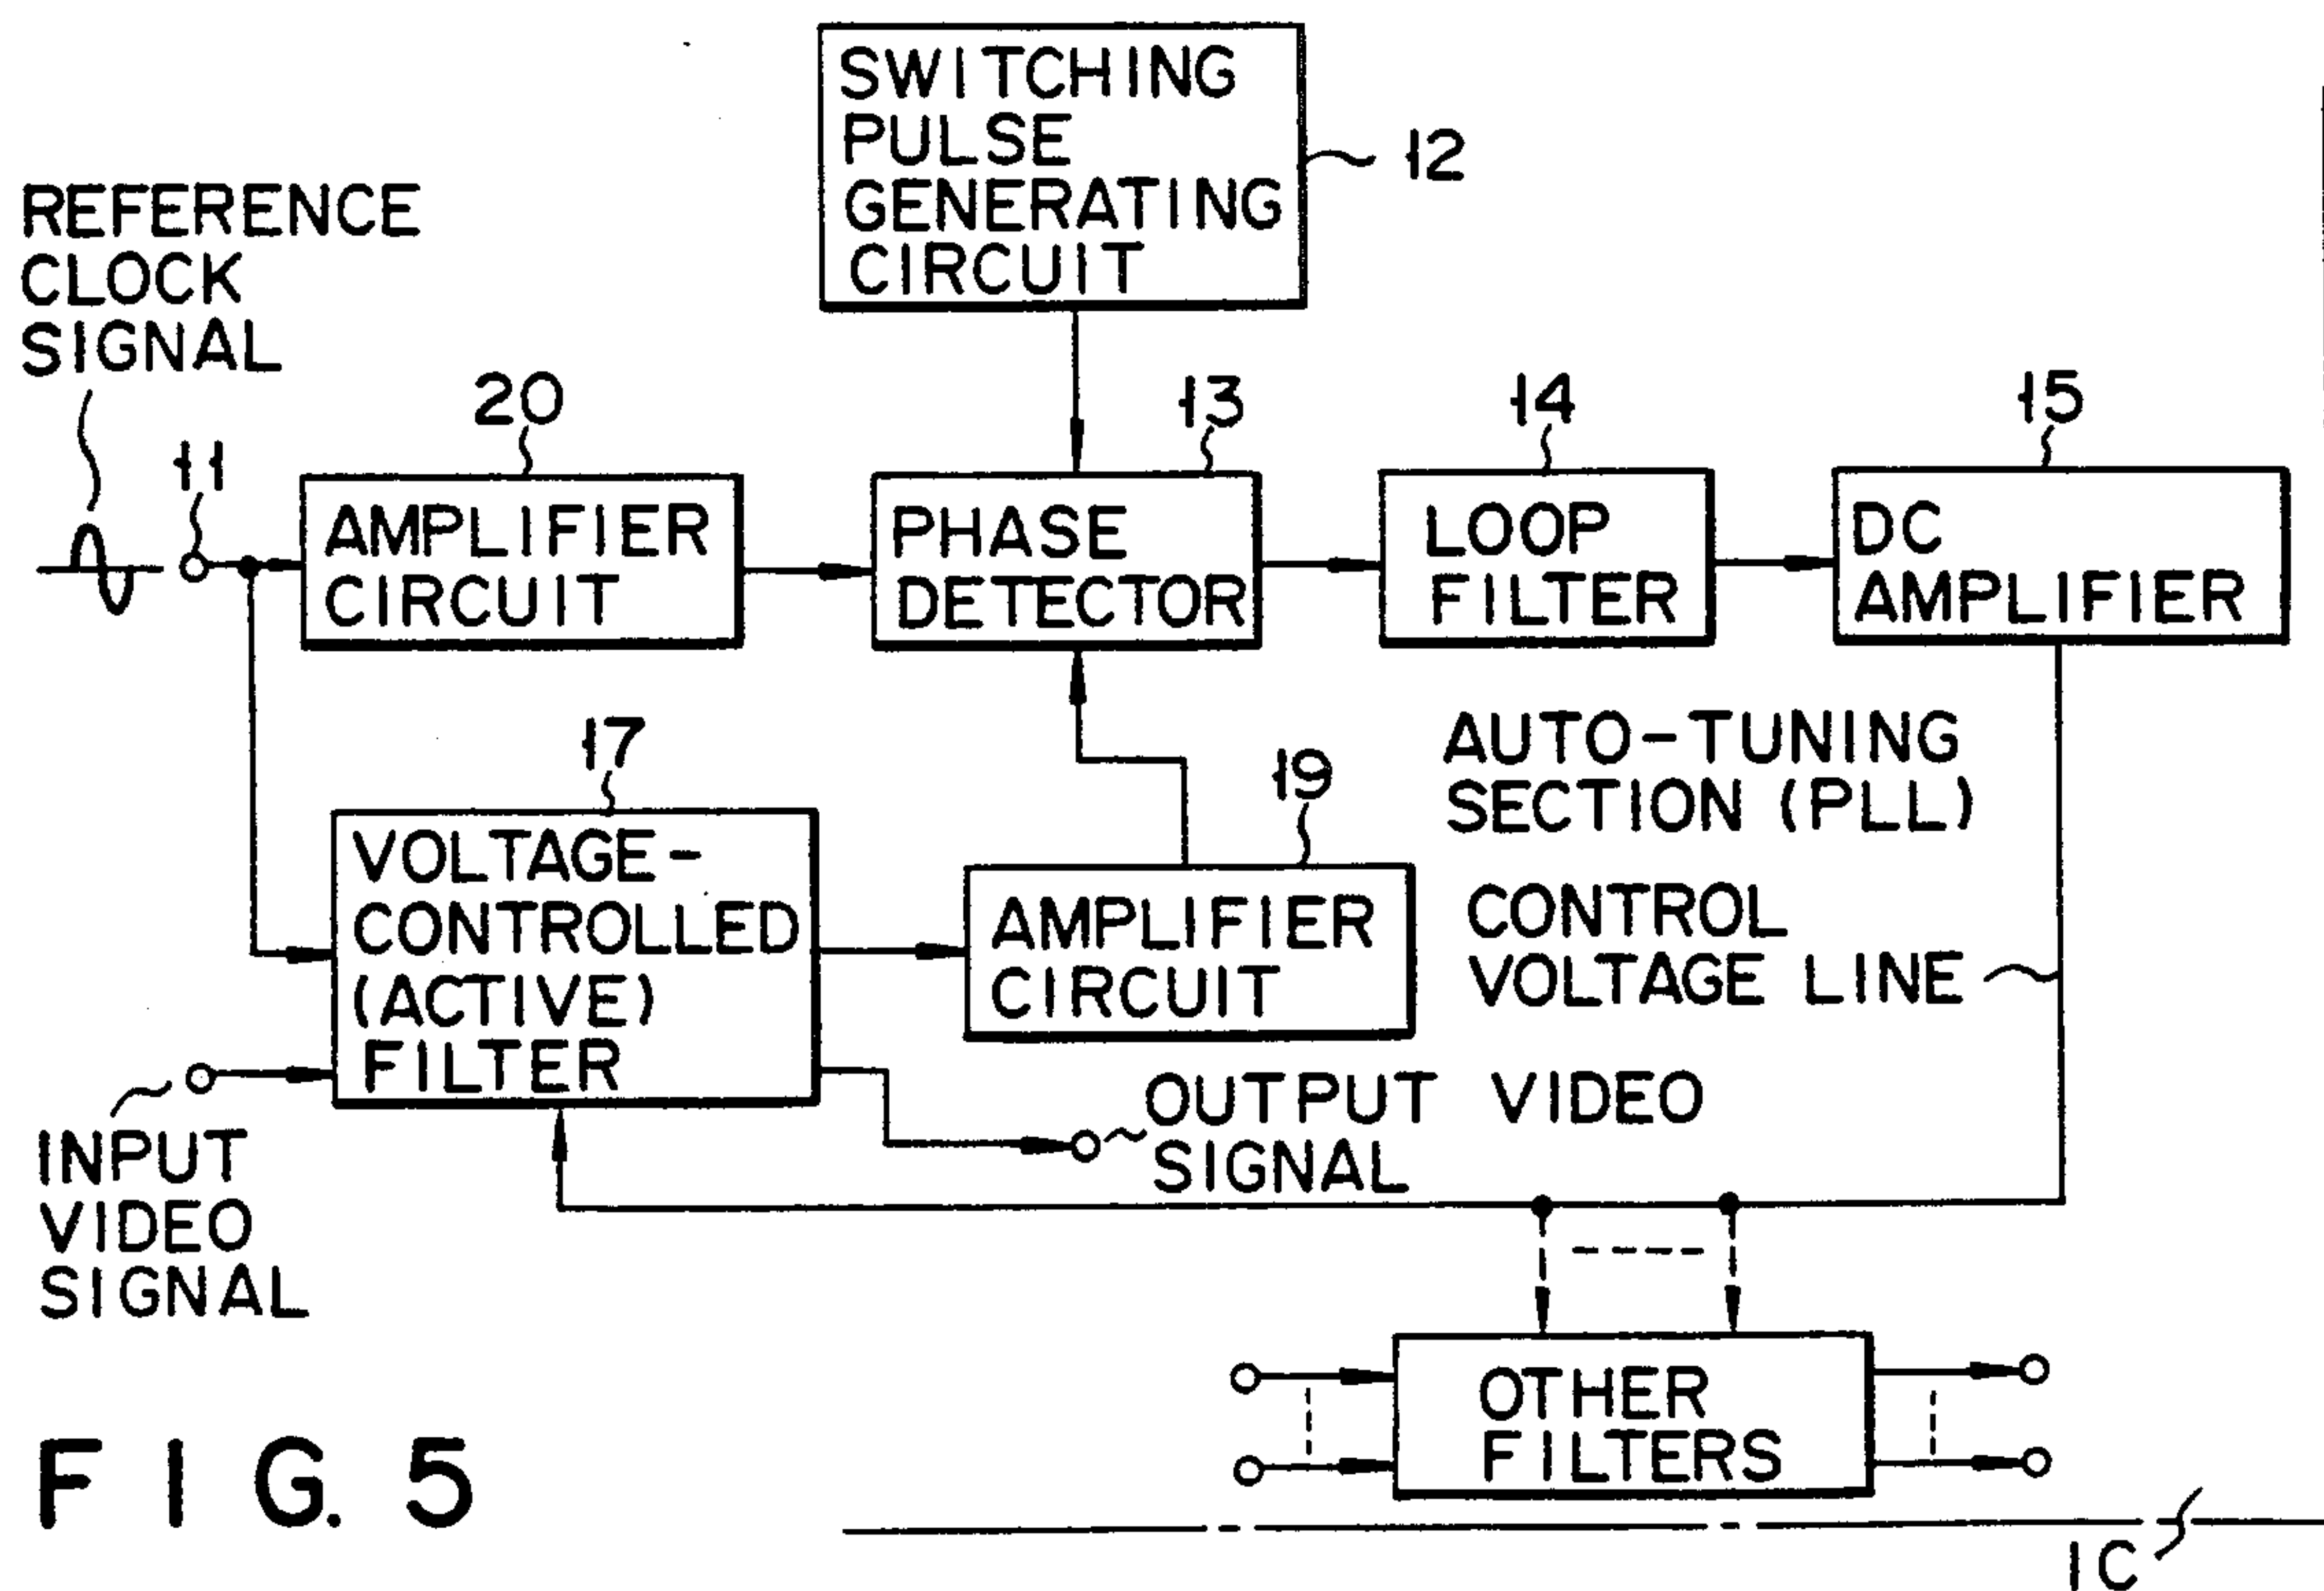 SWITCHING
PULSE
GENERATING
CIRCUIT
12
REFERENCE
CLOCK
SIGNAL
11
20
AMPLIFIER
CIRCUIT
13
PHASE
DETECTOR
14
LOOP
FILTER
15
DC
AMPLIFIER
17
VOLTAGE-
CONTROLLED
(ACTIVE)
FILTER
19
AMPLIFIER
CIRCUIT
AUTO-TUNING
SECTION (PLL)
CONTROL
VOLTAGE LINE
INPUT
VIDEO
SIGNAL
OUTPUT VIDEO
SIGNAL
OTHER
FILTERS
IC
FIG. 5